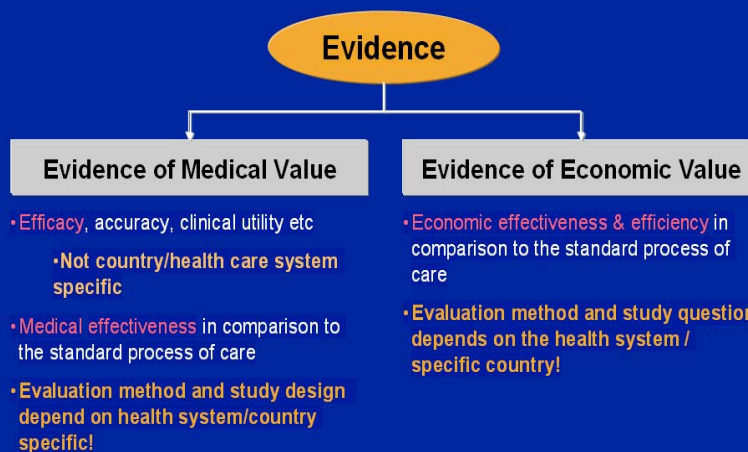 Evidence
Evidence of Medical Value
•Efficacy, accuracy, clinical utility etc
•Not country/health care system
specific
•Medical effectiveness in comparison to
the standard process of care
•Evaluation method and study design
depend on health system/country
specific!
Evidence of Economic Value
•Economic effectiveness & efficiency in
comparison to the standard process of
care
•Evaluation method and study question
depends on the health system /
specific country!